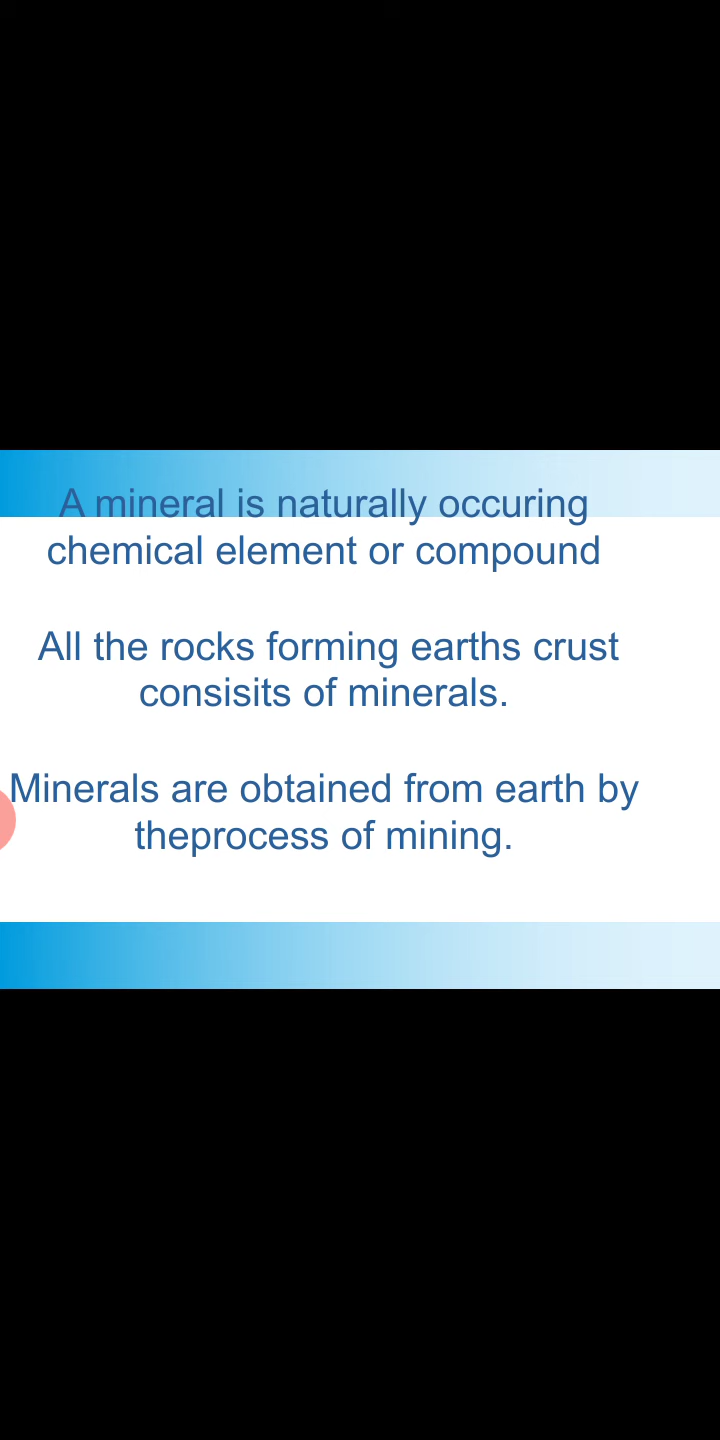 A mineral is naturally occuring
chemical element or compound
All the rocks forming earths crust
consisits of minerals.
Minerals are obtained from earth by
theprocess of mining.